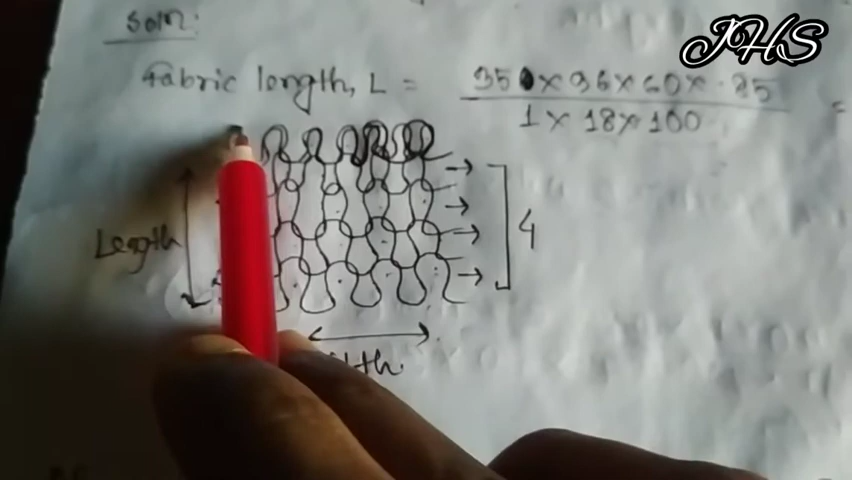 JHS
Soln:
Fabric length, L = 350×36×60×.85 =
1×18×100
Length
4